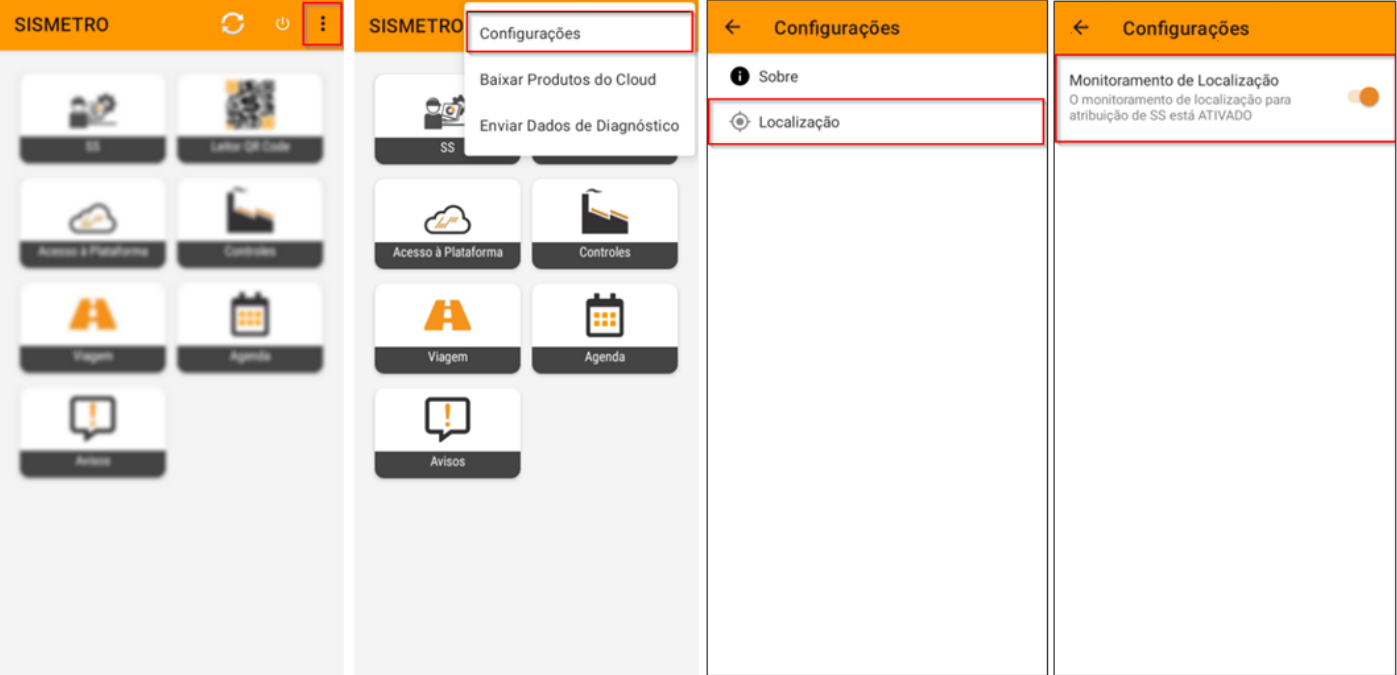 SISMETRO
SS
Leitor QR Code
Acesso à Plataforma
Controles
Viagem
Agenda
Avisos
SISMETRO
Configurações
Baixar Produtos do Cloud
Enviar Dados de Diagnóstico
SS
Acesso à Plataforma
Controles
Viagem
Agenda
Avisos
Configurações
Sobre
Localização
Configurações
Monitoramento de Localização
O monitoramento de localização para
atribuição de SS está ATIVADO